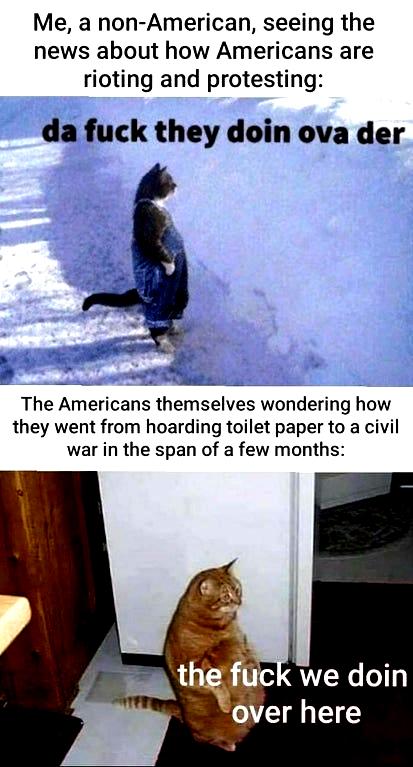 Me, a non-American, seeing the
news about how Americans are
rioting and protesting:
da fuck they doin ova der
The Americans themselves wondering how
they went from hoarding toilet paper to a civil
war in the span of a few months:
the fuck we doin
over here